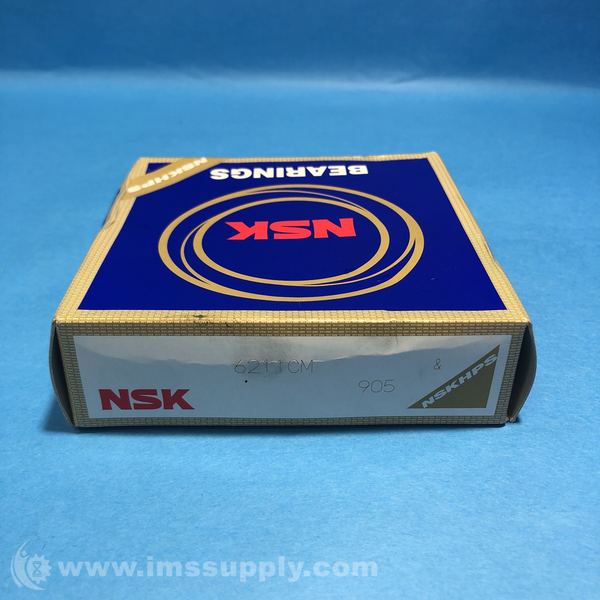 NSKHPS
BEARINGS
NSK
6211CM
905 &
NSK
NSKHPS
www.imssupply.com